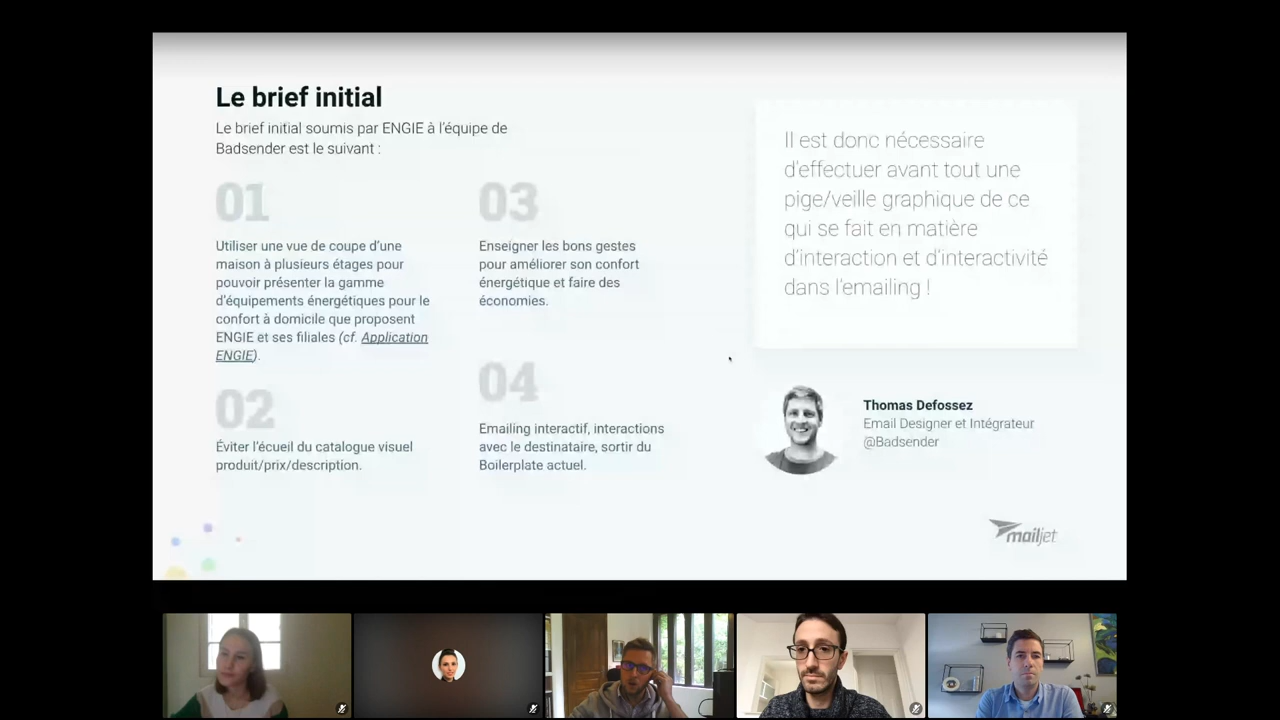 Le brief initial
Le brief initial soumis par ENGIE à l'équipe de
Badsender est le suivant :
01
Utiliser une vue de coupe d'une
maison à plusieurs étages pour
pouvoir présenter la gamme
d'équipements énergétiques pour le
confort à domicile que proposent
ENGIE et ses filiales (cf. Application
ENGIE).
02
Éviter l'écueil du catalogue visuel
produit/prix/description.
03
Enseigner les bons gestes
pour améliorer son confort
énergétique et faire des
économies.
04
Emailing interactif, interactions
avec le destinataire, sortir du
Boilerplate actuel.
Il est donc nécessaire
d'effectuer avant tout une
pige/veille graphique de ce
qui se fait en matière
d'interaction et d'interactivité
dans l'emailing !
Thomas Defossez
Email Designer et Intégrateur
@Badsender
mailjet